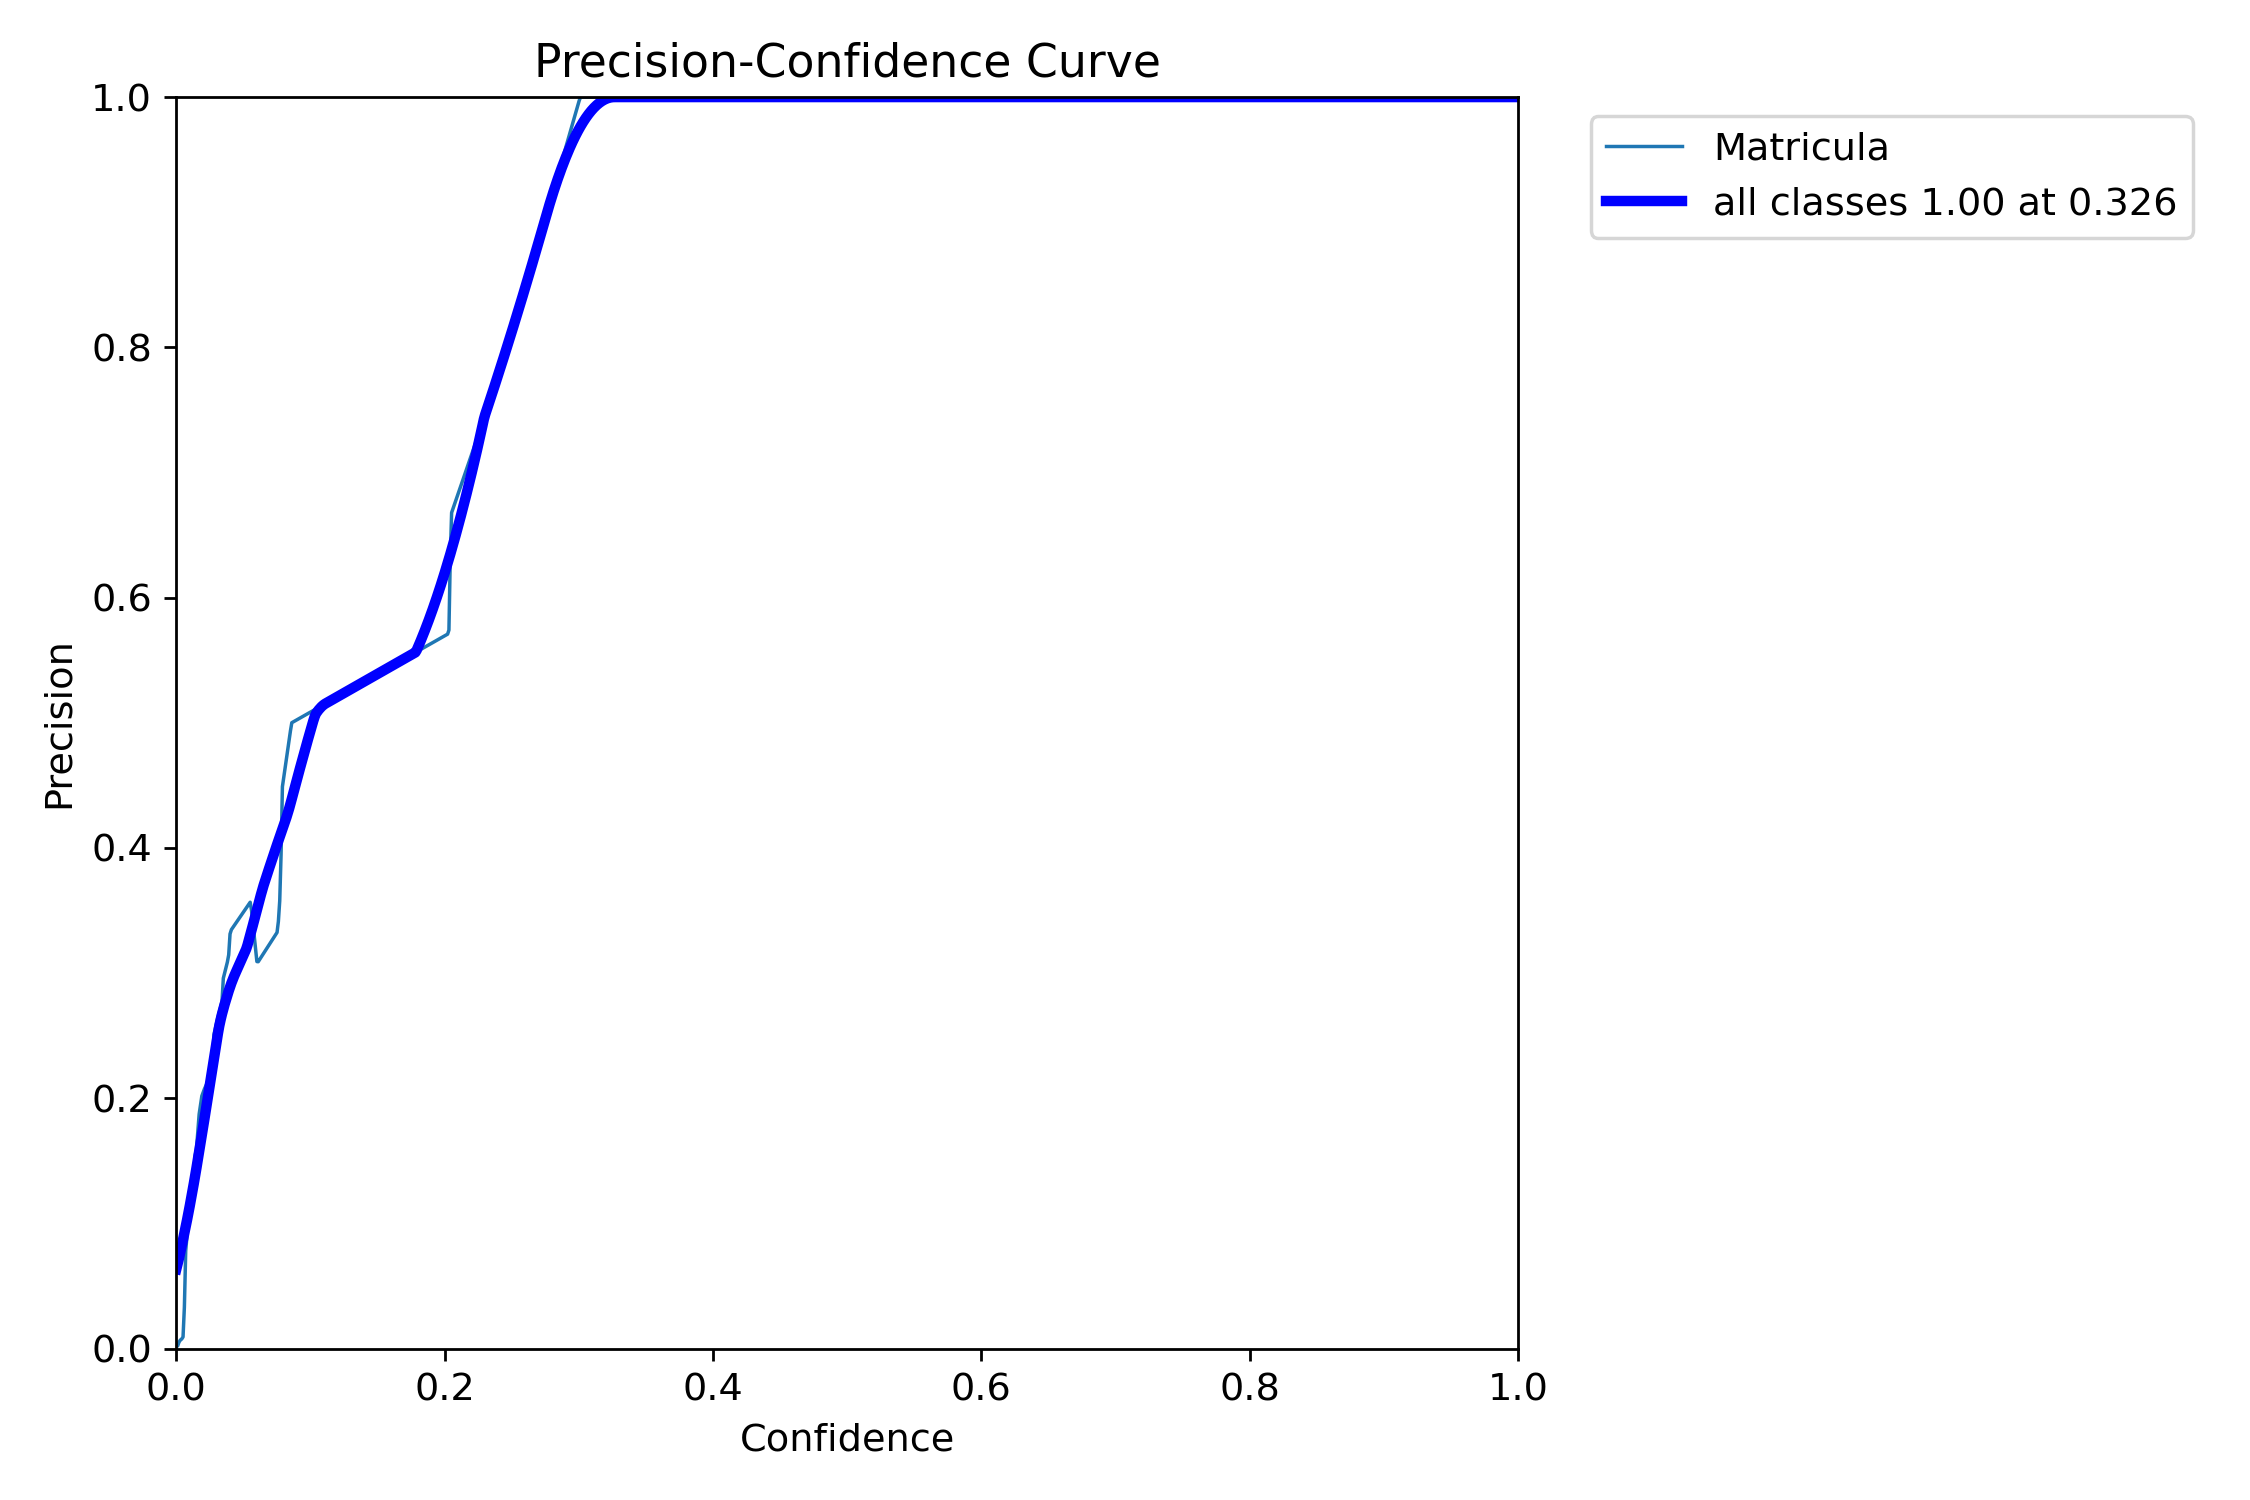 Precision-Confidence Curve
Matricula
all classes 1.00 at 0.326
Precision
1.0
0.8
0.6
0.4
0.2
0.0
0.0 0.2 0.4 0.6 0.8 1.0
Confidence